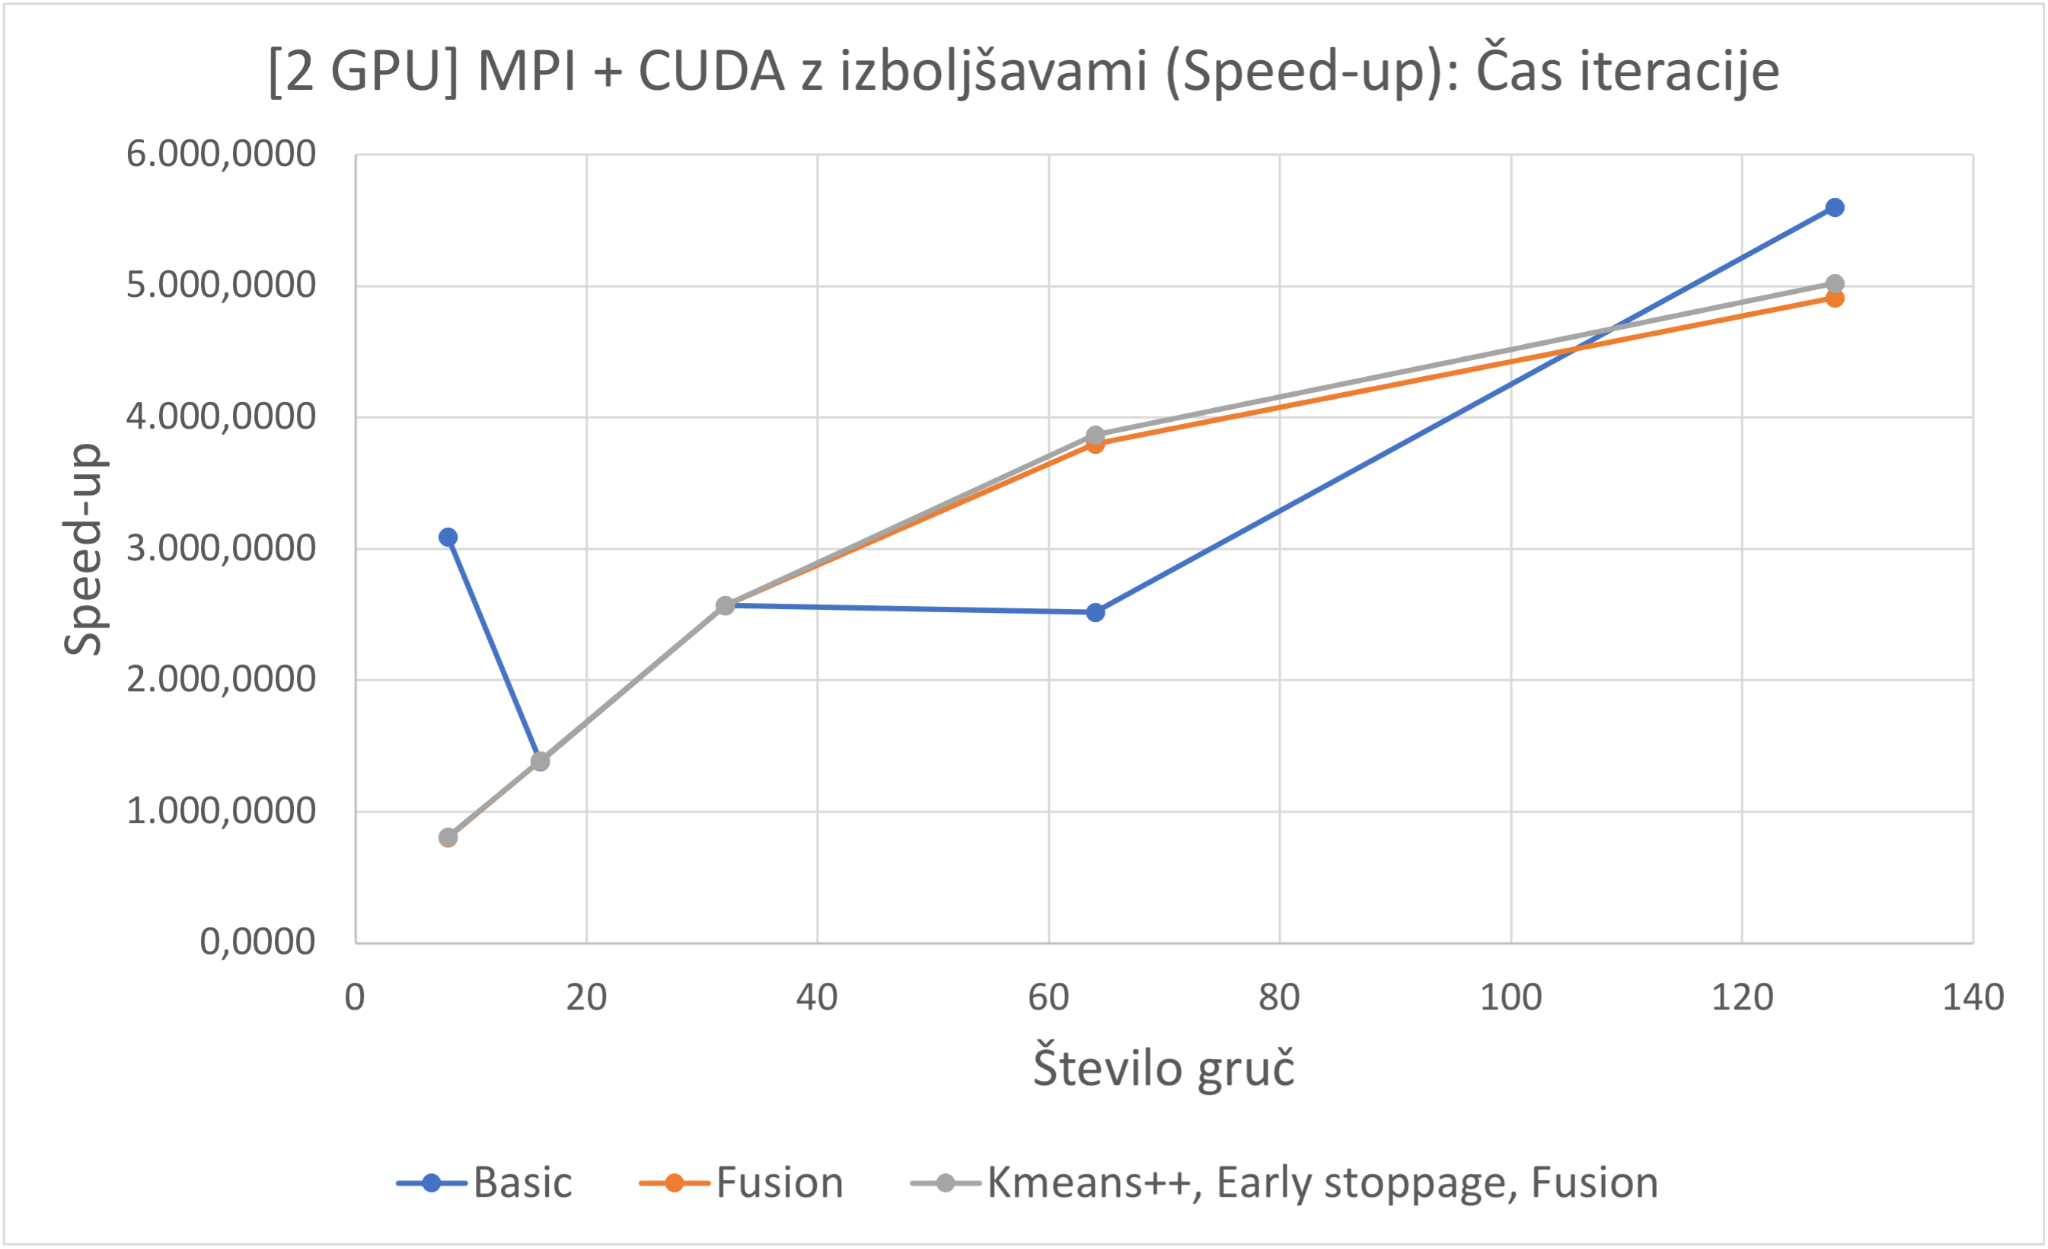 [2 GPU] MPI + CUDA z izboljšavami (Speed-up): Čas iteracije
6.000,0000
5.000,0000
4.000,0000
3.000,0000
2.000,0000
1.000,0000
0,0000
Speed-up
0 20 40 60 80 100 120 140
Število gruč
Basic Fusion Kmeans++, Early stoppage, Fusion